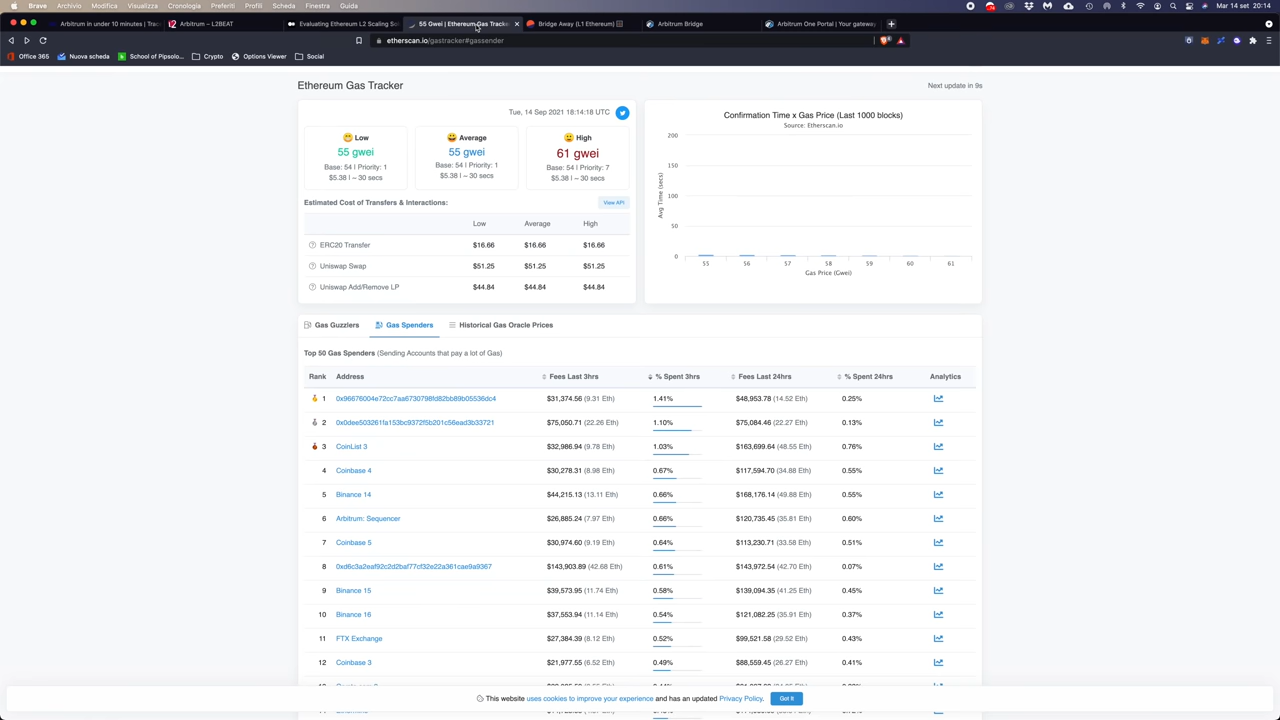 Brave Archivio Modifica Visualizza Cronologia Preferiti Profili Scheda Finestra Guida
Mar 14 set 20:14
Arbitrum in under 10 minutes | Trac
Arbitrum – L2BEAT
Evaluating Ethereum L2 Scaling Sol
55 Gwei | Ethereum Gas Tracke
Bridge Away (L1 Ethereum)
Arbitrum Bridge
Arbitrum One Portal | Your gateway
etherscan.io/gastracker#gassender
Office 365 Nuova scheda School of Pipsolo... Crypto Options Viewer Social
Ethereum Gas Tracker
Next update in 9s
Tue, 14 Sep 2021 18:14:18 UTC
Low
55 gwei
Base: 54 | Priority: 1
$5.38 | ~ 30 secs
Average
55 gwei
Base: 54 | Priority: 1
$5.38 | ~ 30 secs
High
61 gwei
Base: 54 | Priority: 7
$5.38 | ~ 30 secs
Estimated Cost of Transfers & Interactions:
View API
Low Average High
ERC20 Transfer $16.66 $16.66 $16.66
Uniswap Swap $51.25 $51.25 $51.25
Uniswap Add/Remove LP $44.84 $44.84 $44.84
Confirmation Time x Gas Price (Last 1000 blocks)
Source: Etherscan.io
Avg Time (secs)
200
150
100
50
0
55 56 57 58 59 60 61
Gas Price (Gwei)
Gas Guzzlers Gas Spenders Historical Gas Oracle Prices
Top 50 Gas Spenders (Sending Accounts that pay a lot of Gas)
Rank Address Fees Last 3hrs % Spent 3hrs Fees Last 24hrs % Spent 24hrs Analytics
1 0x96676004e72cc7aa6730798fd82bb89b05536dc4 $31,374.56 (9.31 Eth) 1.41% $48,953.78 (14.52 Eth) 0.25%
2 0x0dee503261fa153bc9372f5b201c56ead3b33721 $75,050.71 (22.26 Eth) 1.10% $75,084.46 (22.27 Eth) 0.13%
3 CoinList 3 $32,986.94 (9.78 Eth) 1.03% $163,699.64 (48.55 Eth) 0.76%
4 Coinbase 4 $30,278.31 (8.98 Eth) 0.67% $117,594.70 (34.88 Eth) 0.55%
5 Binance 14 $44,215.13 (13.11 Eth) 0.66% $168,176.14 (49.88 Eth) 0.55%
6 Arbitrum: Sequencer $26,885.24 (7.97 Eth) 0.66% $120,735.45 (35.81 Eth) 0.60%
7 Coinbase 5 $30,974.60 (9.19 Eth) 0.64% $113,230.71 (33.58 Eth) 0.51%
8 0xd6c3a2eaf92c2d2baf77cf32e22a361cae9a9367 $143,903.89 (42.68 Eth) 0.61% $143,972.54 (42.70 Eth) 0.07%
9 Binance 15 $39,573.95 (11.74 Eth) 0.58% $139,094.35 (41.25 Eth) 0.45%
10 Binance 16 $37,553.94 (11.14 Eth) 0.54% $121,082.25 (35.91 Eth) 0.37%
11 FTX Exchange $27,384.39 (8.12 Eth) 0.52% $99,521.58 (29.52 Eth) 0.43%
12 Coinbase 3 $21,977.55 (6.52 Eth) 0.49% $88,559.45 (26.27 Eth) 0.41%
This website uses cookies to improve your experience and has an updated Privacy Policy.
Got It